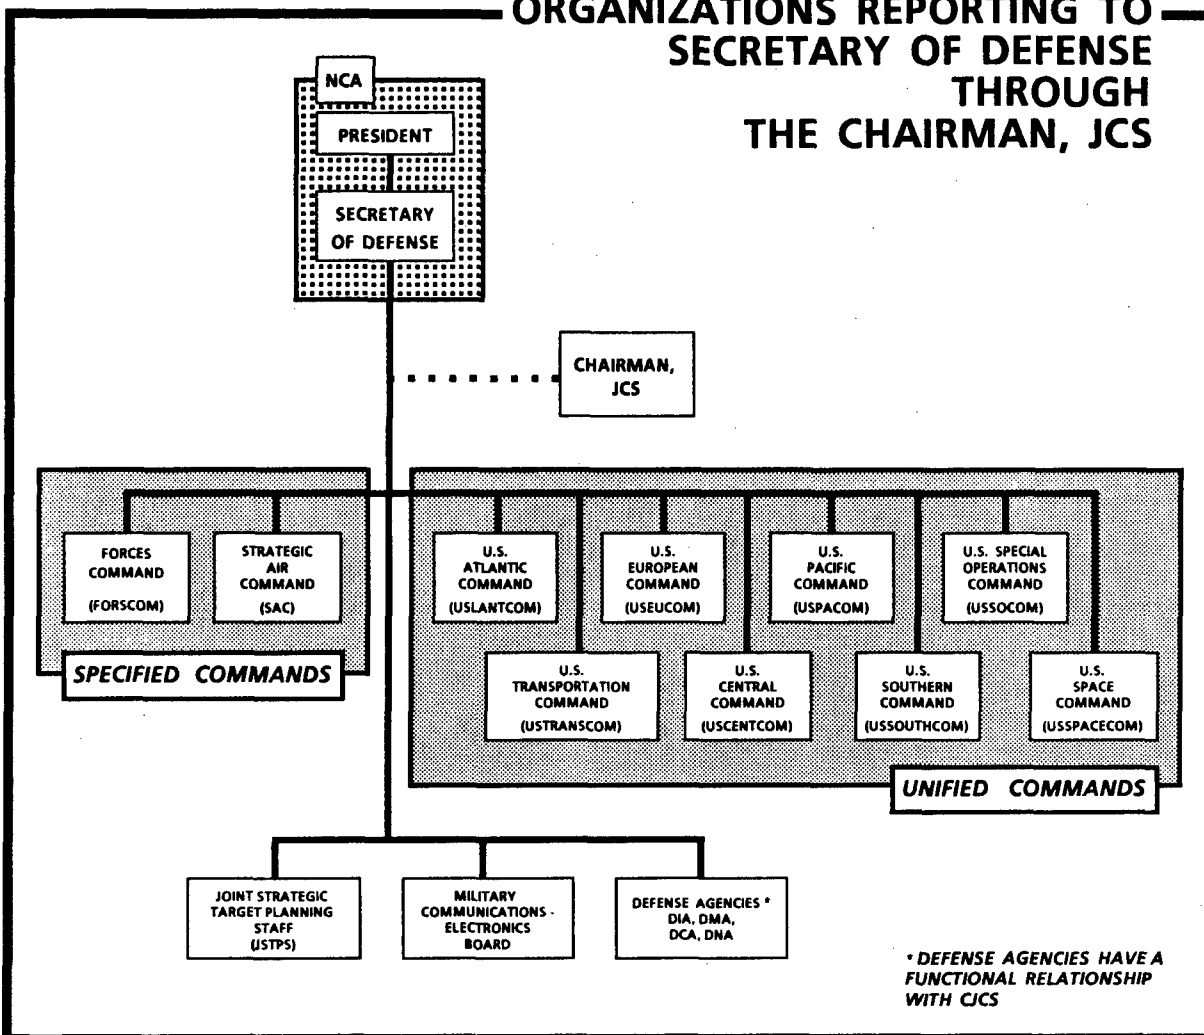 ORGANIZATIONS REPORTING TO
SECRETARY OF DEFENSE
THROUGH
THE CHAIRMAN, JCS
NCA
PRESIDENT
SECRETARY
OF DEFENSE
CHAIRMAN,
JCS
FORCES
COMMAND
(FORSCOM)
STRATEGIC
AIR
COMMAND
(SAC)
SPECIFIED COMMANDS
U.S.
ATLANTIC
COMMAND
(USLANTCOM)
U.S.
EUROPEAN
COMMAND
(USEUCOM)
U.S.
PACIFIC
COMMAND
(USPACOM)
U.S. SPECIAL
OPERATIONS
COMMAND
(USSOCOM)
U.S.
TRANSPORTATION
COMMAND
(USTRANSCOM)
U.S.
CENTRAL
COMMAND
(USCENTCOM)
U.S.
SOUTHERN
COMMAND
(USSOUTHCOM)
U.S.
SPACE
COMMAND
(USSPACECOM)
UNIFIED COMMANDS
JOINT STRATEGIC
TARGET PLANNING
STAFF
(JSTPS)
MILITARY
COMMUNICATIONS -
ELECTRONICS
BOARD
DEFENSE AGENCIES *
DIA, DMA,
DCA, DNA
* DEFENSE AGENCIES HAVE A
FUNCTIONAL RELATIONSHIP
WITH CJCS